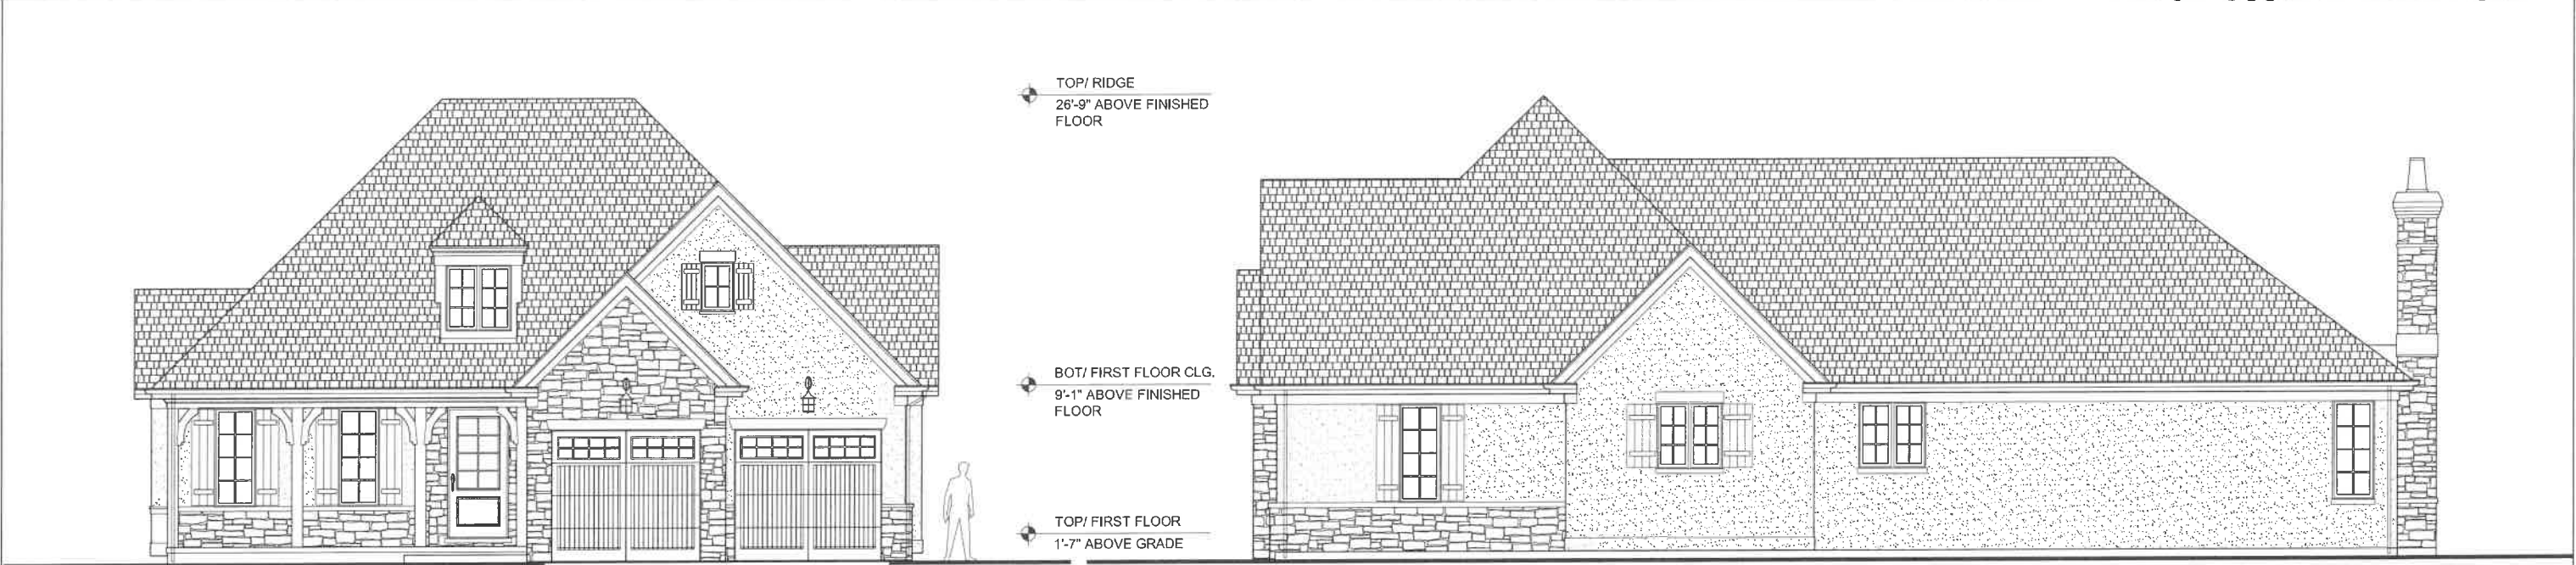 TOP/ RIDGE
26'-9" ABOVE FINISHED
FLOOR
BOT/ FIRST FLOOR CLG.
9'-1" ABOVE FINISHED
FLOOR
TOP/ FIRST FLOOR
1'-7" ABOVE GRADE